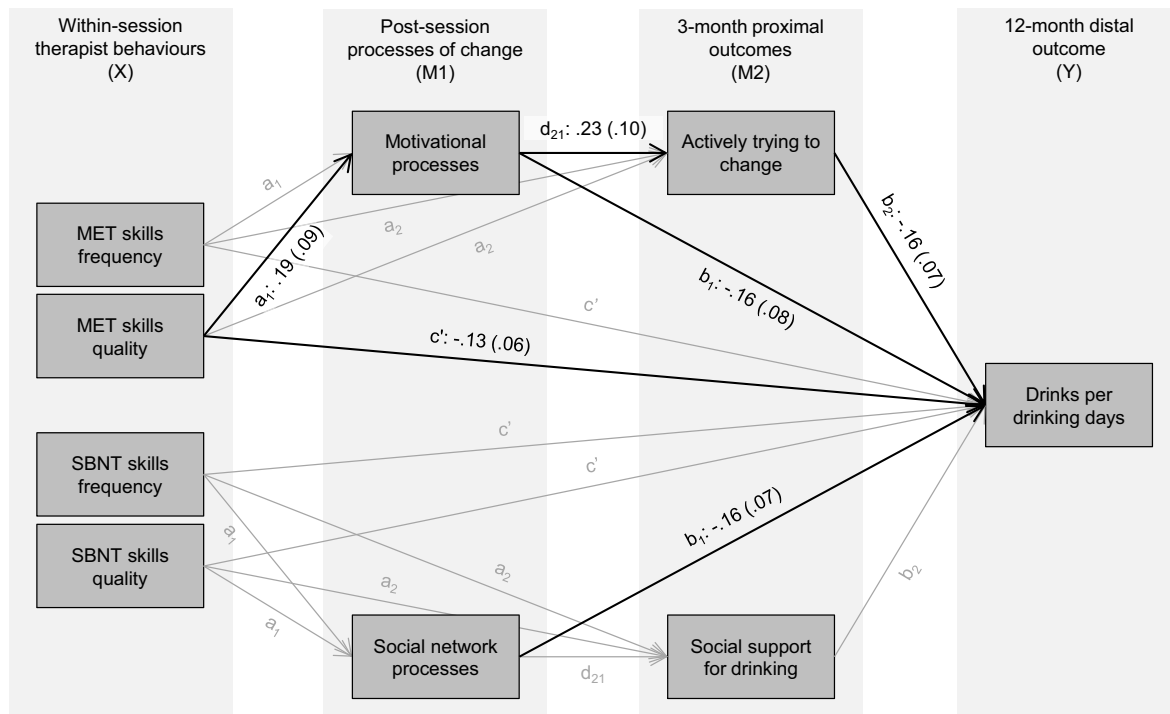 Within-session
therapist behaviours
(X)
Post-session
processes of change
(M1)
3-month proximal
outcomes
(M2)
12-month distal
outcome
(Y)
Motivational
processes
d21: .23 (.10)
Actively trying to
change
MET skills
frequency
a1
a2
a2
a1: .19 (.09)
b2: -.16 (.07)
MET skills
quality
b1: -.16 (.08)
c'
c': -.13 (.06)
Drinks per
drinking days
SBNT skills
frequency
c'
c'
b1: -.16 (.07)
SBNT skills
quality
a1
a2
a2
a1
b2
Social network
processes
d21
Social support
for drinking